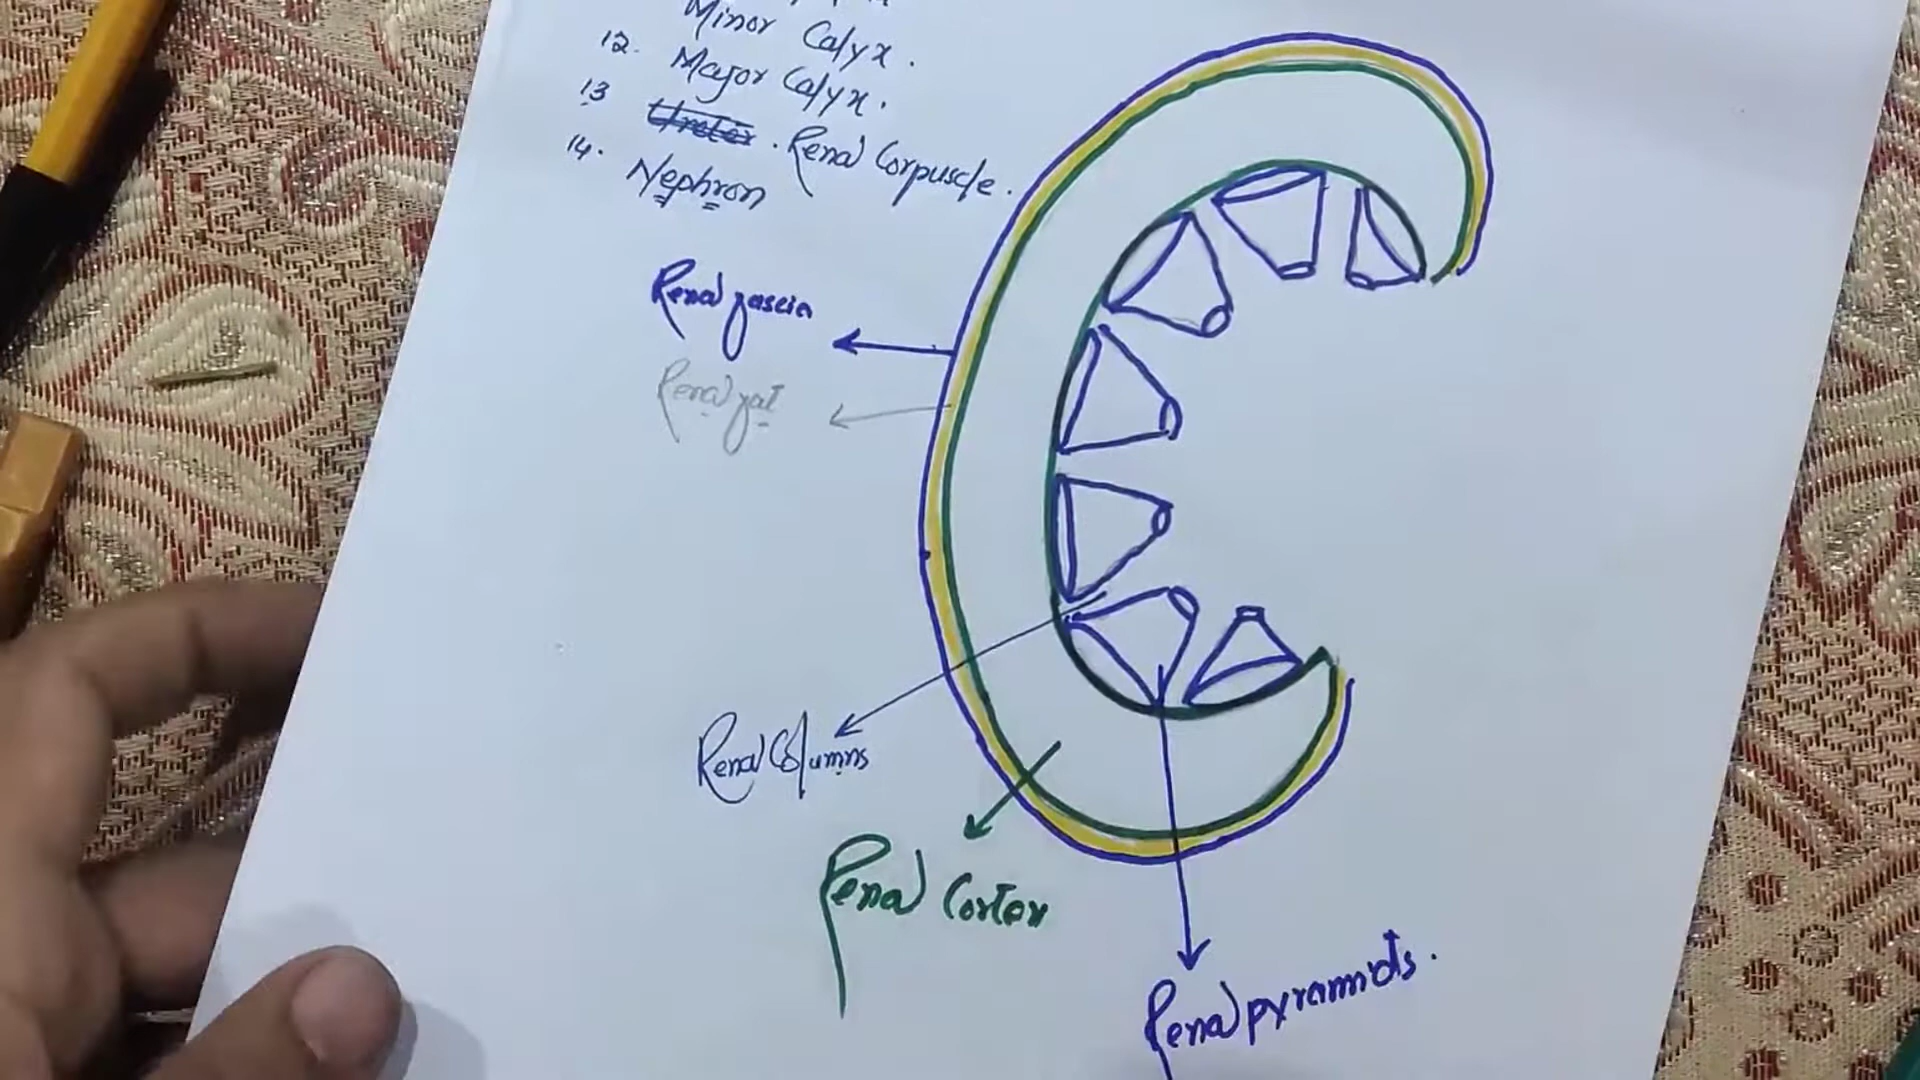 Minor Calyx.
12. Major Calyx.
13 Ureter . Renal Corpuscle.
14. Nephron
Renal fascia
Renal fat
Renal Columns
Renal Cortex
Renal pyramids.